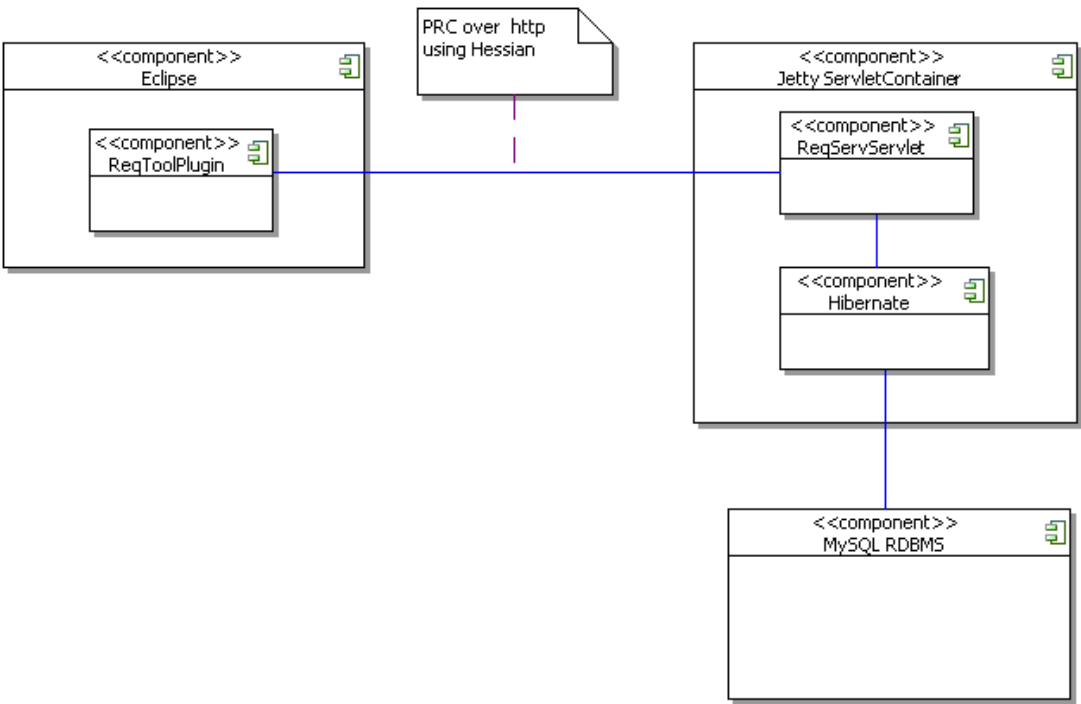 PRC over http
using Hessian
<<component>>
Eclipse
<<component>>
ReqToolPlugin
<<component>>
Jetty ServletContainer
<<component>>
ReqServServlet
<<component>>
Hibernate
<<component>>
MySQL RDBMS